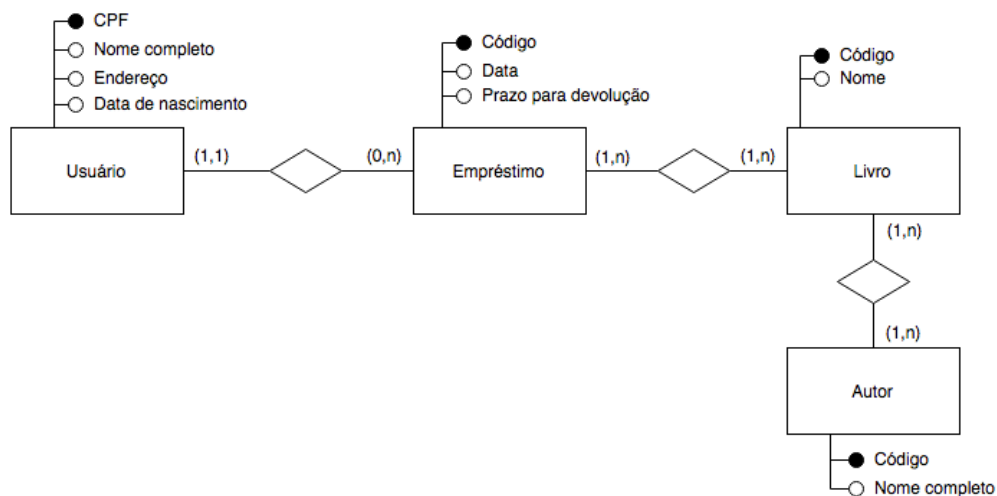 CPF
Nome completo
Endereço
Data de nascimento
Usuário
(1,1)
(0,n)
Código
Data
Prazo para devolução
Empréstimo
(1,n)
(1,n)
Código
Nome
Livro
(1,n)
(1,n)
Autor
Código
Nome completo